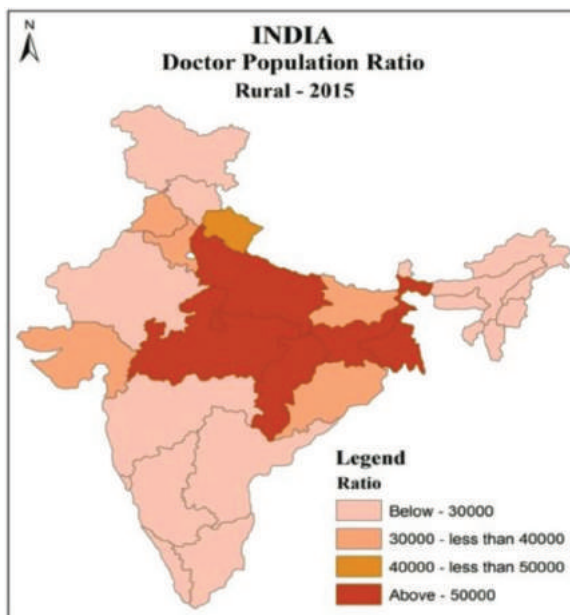 N
INDIA
Doctor Population Ratio
Rural - 2015
Legend
Ratio
Below - 30000
30000 - less than 40000
40000 - less than 50000
Above - 50000